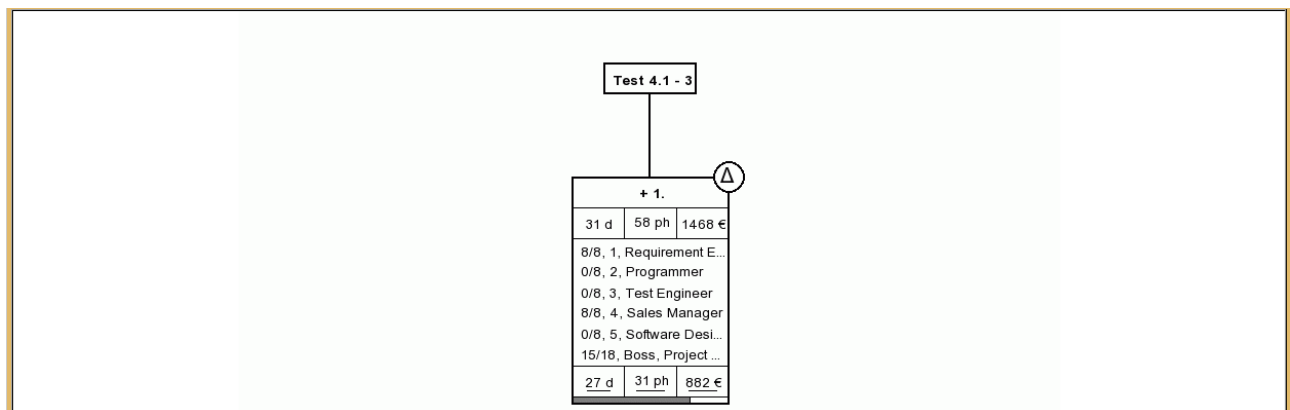 Test 4.1 - 3
Δ
+ 1.
31 d 58 ph 1468 €
8/8, 1, Requirement E...
0/8, 2, Programmer
0/8, 3, Test Engineer
8/8, 4, Sales Manager
0/8, 5, Software Desi...
15/18, Boss, Project ...
27 d 31 ph 882 €